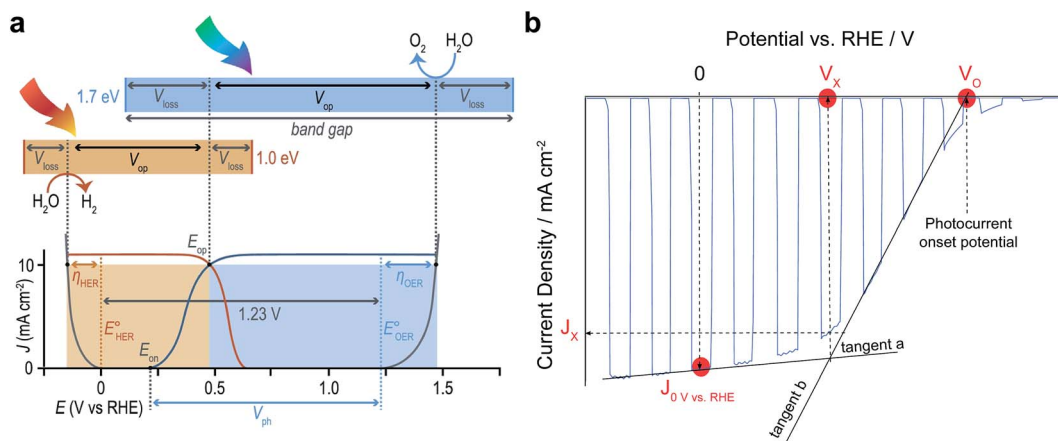 a
O₂ H₂O
1.7 eV
V_loss V_op V_loss
band gap
V_loss V_op V_loss
1.0 eV
H₂O H₂
E_op
10
η_HER η_OER
1.23 V
J (mA cm⁻²)
E°_HER E°_OER
E_on
0
0 0.5 1.0 1.5
E (V vs RHE)
V_ph
b
Potential vs. RHE / V
0 V_X V_O
Current Density / mA cm⁻²
Photocurrent
onset potential
J_X
tangent a
J_0 V vs. RHE
tangent b